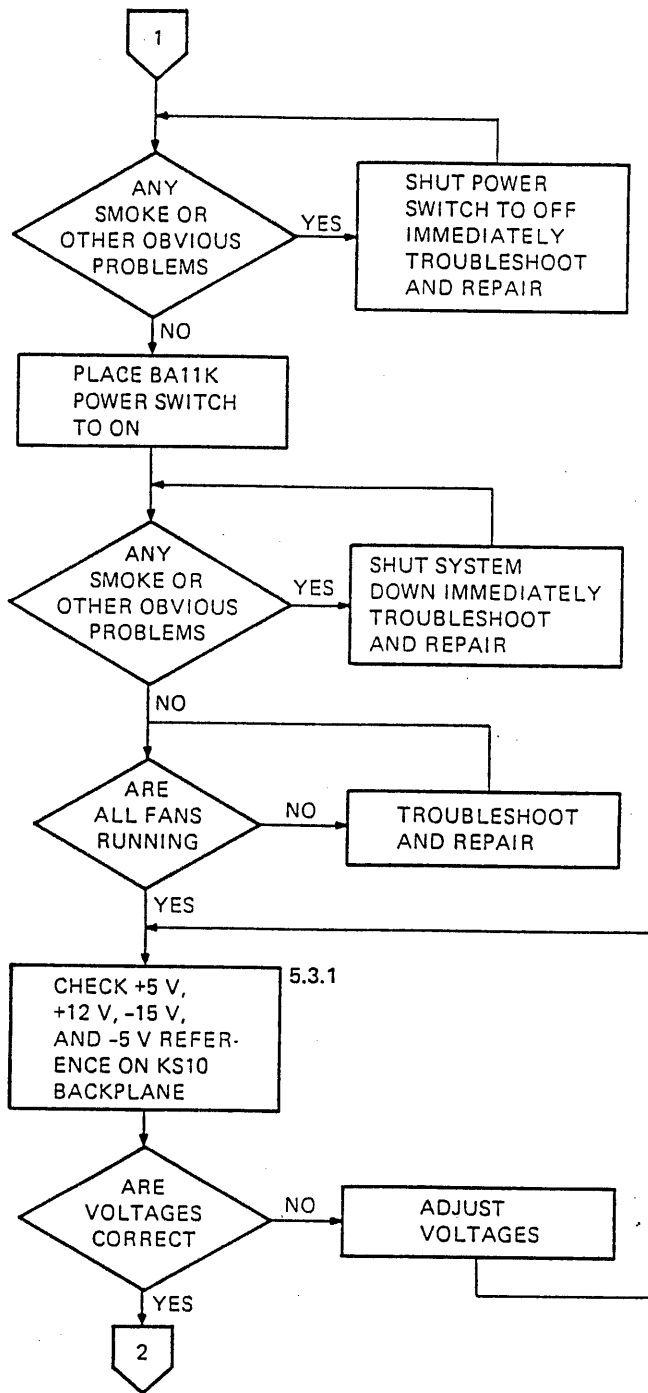 1
ANY
SMOKE OR
OTHER OBVIOUS
PROBLEMS
YES
SHUT POWER
SWITCH TO OFF
IMMEDIATELY
TROUBLESHOOT
AND REPAIR
NO
PLACE BA11K
POWER SWITCH
TO ON
ANY
SMOKE OR
OTHER OBVIOUS
PROBLEMS
YES
SHUT SYSTEM
DOWN IMMEDIATELY
TROUBLESHOOT
AND REPAIR
NO
ARE
ALL FANS
RUNNING
NO
TROUBLESHOOT
AND REPAIR
YES
5.3.1
CHECK +5 V,
+12 V, -15 V,
AND -5 V REFER-
ENCE ON KS10
BACKPLANE
ARE
VOLTAGES
CORRECT
NO
ADJUST
VOLTAGES
YES
2